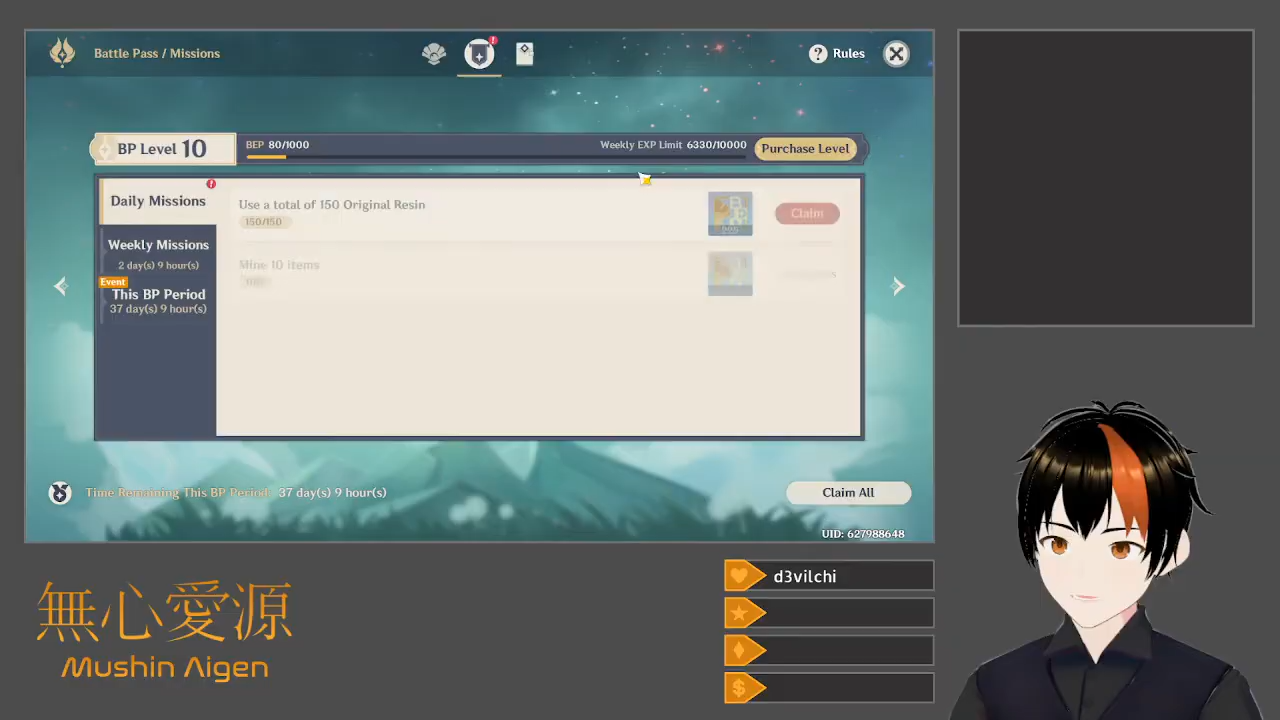 Battle Pass / Missions
? Rules
BP Level 10
BEP 80/1000
Weekly EXP Limit 6330/10000
Purchase Level
Daily Missions
Use a total of 150 Original Resin
150/150
Claim
Weekly Missions
2 day(s) 9 hour(s)
Mine 10 items
Event
This BP Period
37 day(s) 9 hour(s)
Time Remaining This BP Period 37 day(s) 9 hour(s)
Claim All
UID: 627988648
d3vilchi
無心愛源
Mushin Aigen